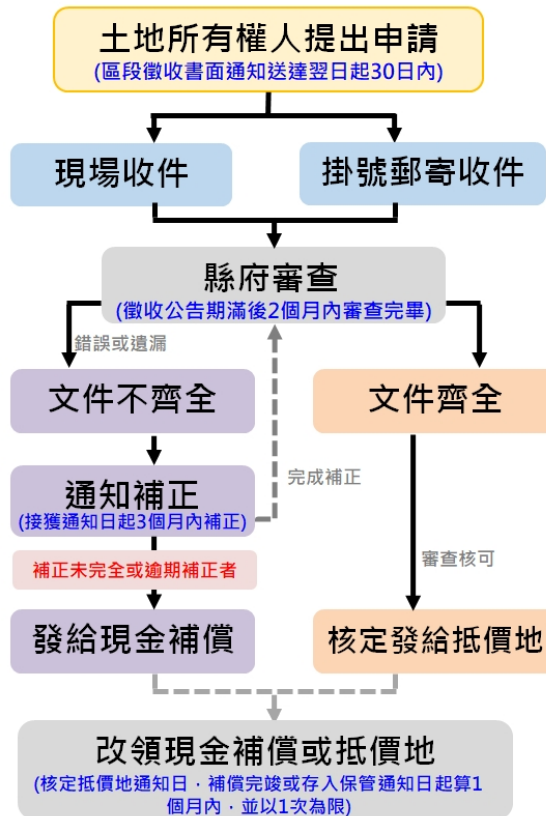 土地所有權人提出申請
(區段徵收書面通知送達翌日起30日內)
現場收件
掛號郵寄收件
縣府審查
(徵收公告期滿後2個月內審查完畢)
錯誤或遺漏
文件不齊全
文件齊全
通知補正
(接獲通知日起3個月內補正)
完成補正
補正未完全或逾期補正者
審查核可
發給現金補償
核定發給抵價地
改領現金補償或抵價地
(核定抵價地通知日，補償完竣或存入保管通知日起算1
個月內，並以1次為限)